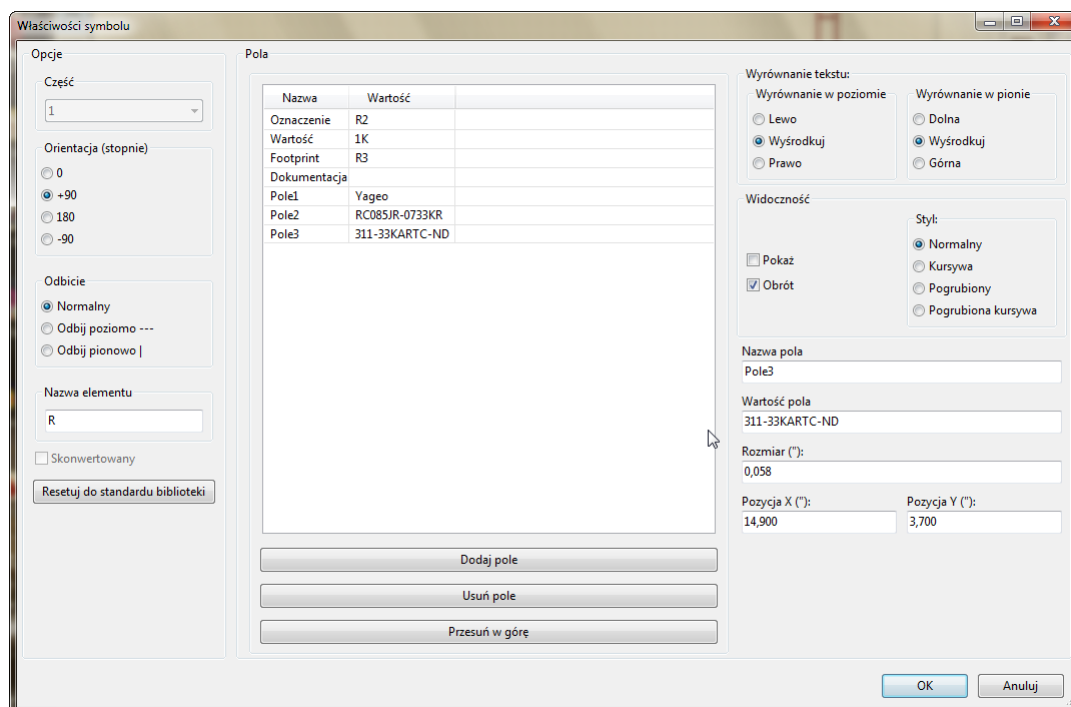 Właściwości symbolu
Opcje
Część
1
Orientacja (stopnie)
0
+90
180
-90
Odbicie
Normalny
Odbij poziomo ---
Odbij pionowo |
Nazwa elementu
R
Skonwertowany
Resetuj do standardu biblioteki
Pola
Nazwa Wartość
Oznaczenie R2
Wartość 1K
Footprint R3
Dokumentacja
Pole1 Yageo
Pole2 RC085JR-0733KR
Pole3 311-33KARTC-ND
Dodaj pole
Usuń pole
Przesuń w górę
Wyrównanie tekstu:
Wyrównanie w poziomie
Lewo
Wyśrodkuj
Prawo
Wyrównanie w pionie
Dolna
Wyśrodkuj
Górna
Widoczność
Pokaż
Obrót
Styl:
Normalny
Kursywa
Pogrubiony
Pogrubiona kursywa
Nazwa pola
Pole3
Wartość pola
311-33KARTC-ND
Rozmiar ("):
0,058
Pozycja X ("): Pozycja Y ("):
14,900 3,700
OK Anuluj